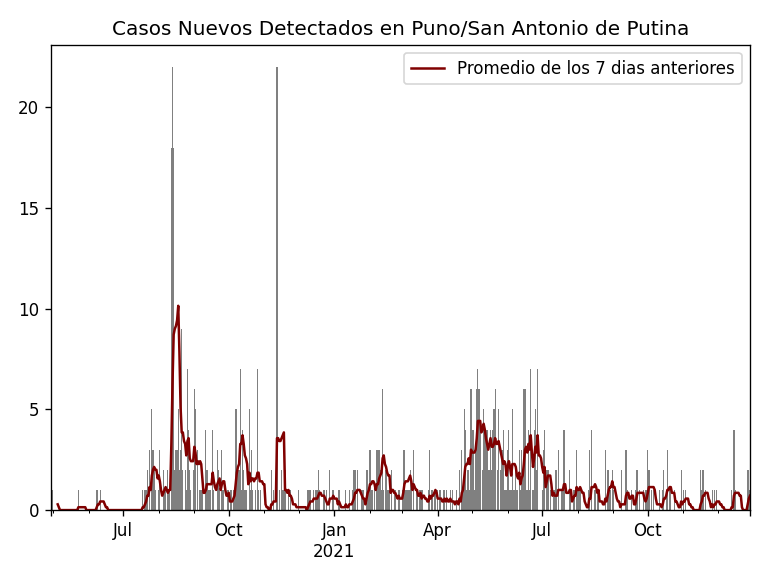 Casos Nuevos Detectados en Puno/San Antonio de Putina
Promedio de los 7 dias anteriores
20
15
10
5
0
Jul Oct Jan Apr Jul Oct
2021